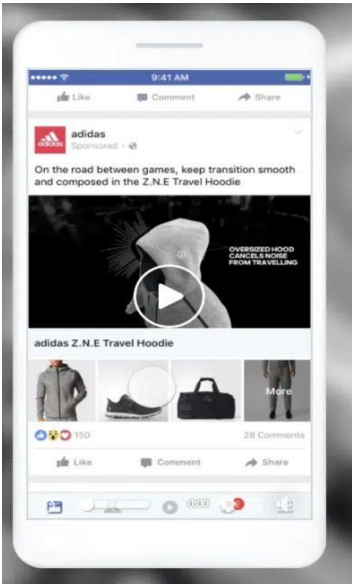 9:41 AM
Like Comment Share
adidas
adidas
Sponsored
On the road between games, keep transition smooth
and composed in the Z.N.E Travel Hoodie
OVERSIZED HOOD
CANCELS NOISE
FROM TRAVELLING
adidas Z.N.E Travel Hoodie
More
150
28 Comments
Like Comment Share
0:00